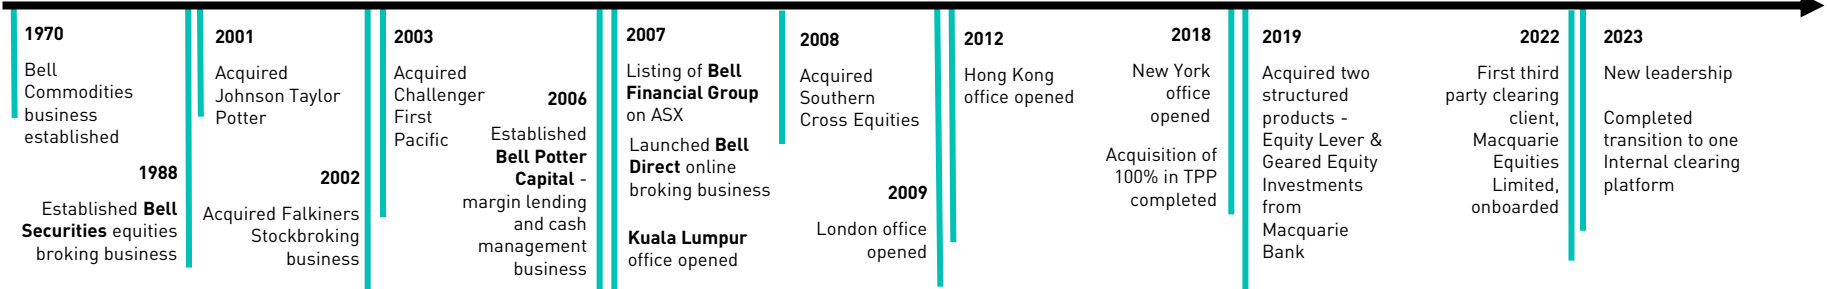 1970
Bell
Commodities
business
established
1988
Established Bell
Securities equities
broking business
2001
Acquired
Johnson Taylor
Potter
2002
Acquired Falkiners
Stockbroking
business
2003
Acquired
Challenger
First
Pacific
2006
Established
Bell Potter
Capital -
margin lending
and cash
management
business
2007
Listing of Bell
Financial Group
on ASX
Launched Bell
Direct online
broking business
Kuala Lumpur
office opened
2008
Acquired
Southern
Cross Equities
2009
London office
opened
2012
Hong Kong
office opened
2018
New York
office
opened
Acquisition of
100% in TPP
completed
2019
Acquired two
structured
products -
Equity Lever &
Geared Equity
Investments
from
Macquarie
Bank
2022
First third
party clearing
client,
Macquarie
Equities
Limited,
onboarded
2023
New leadership
Completed
transition to one
Internal clearing
platform